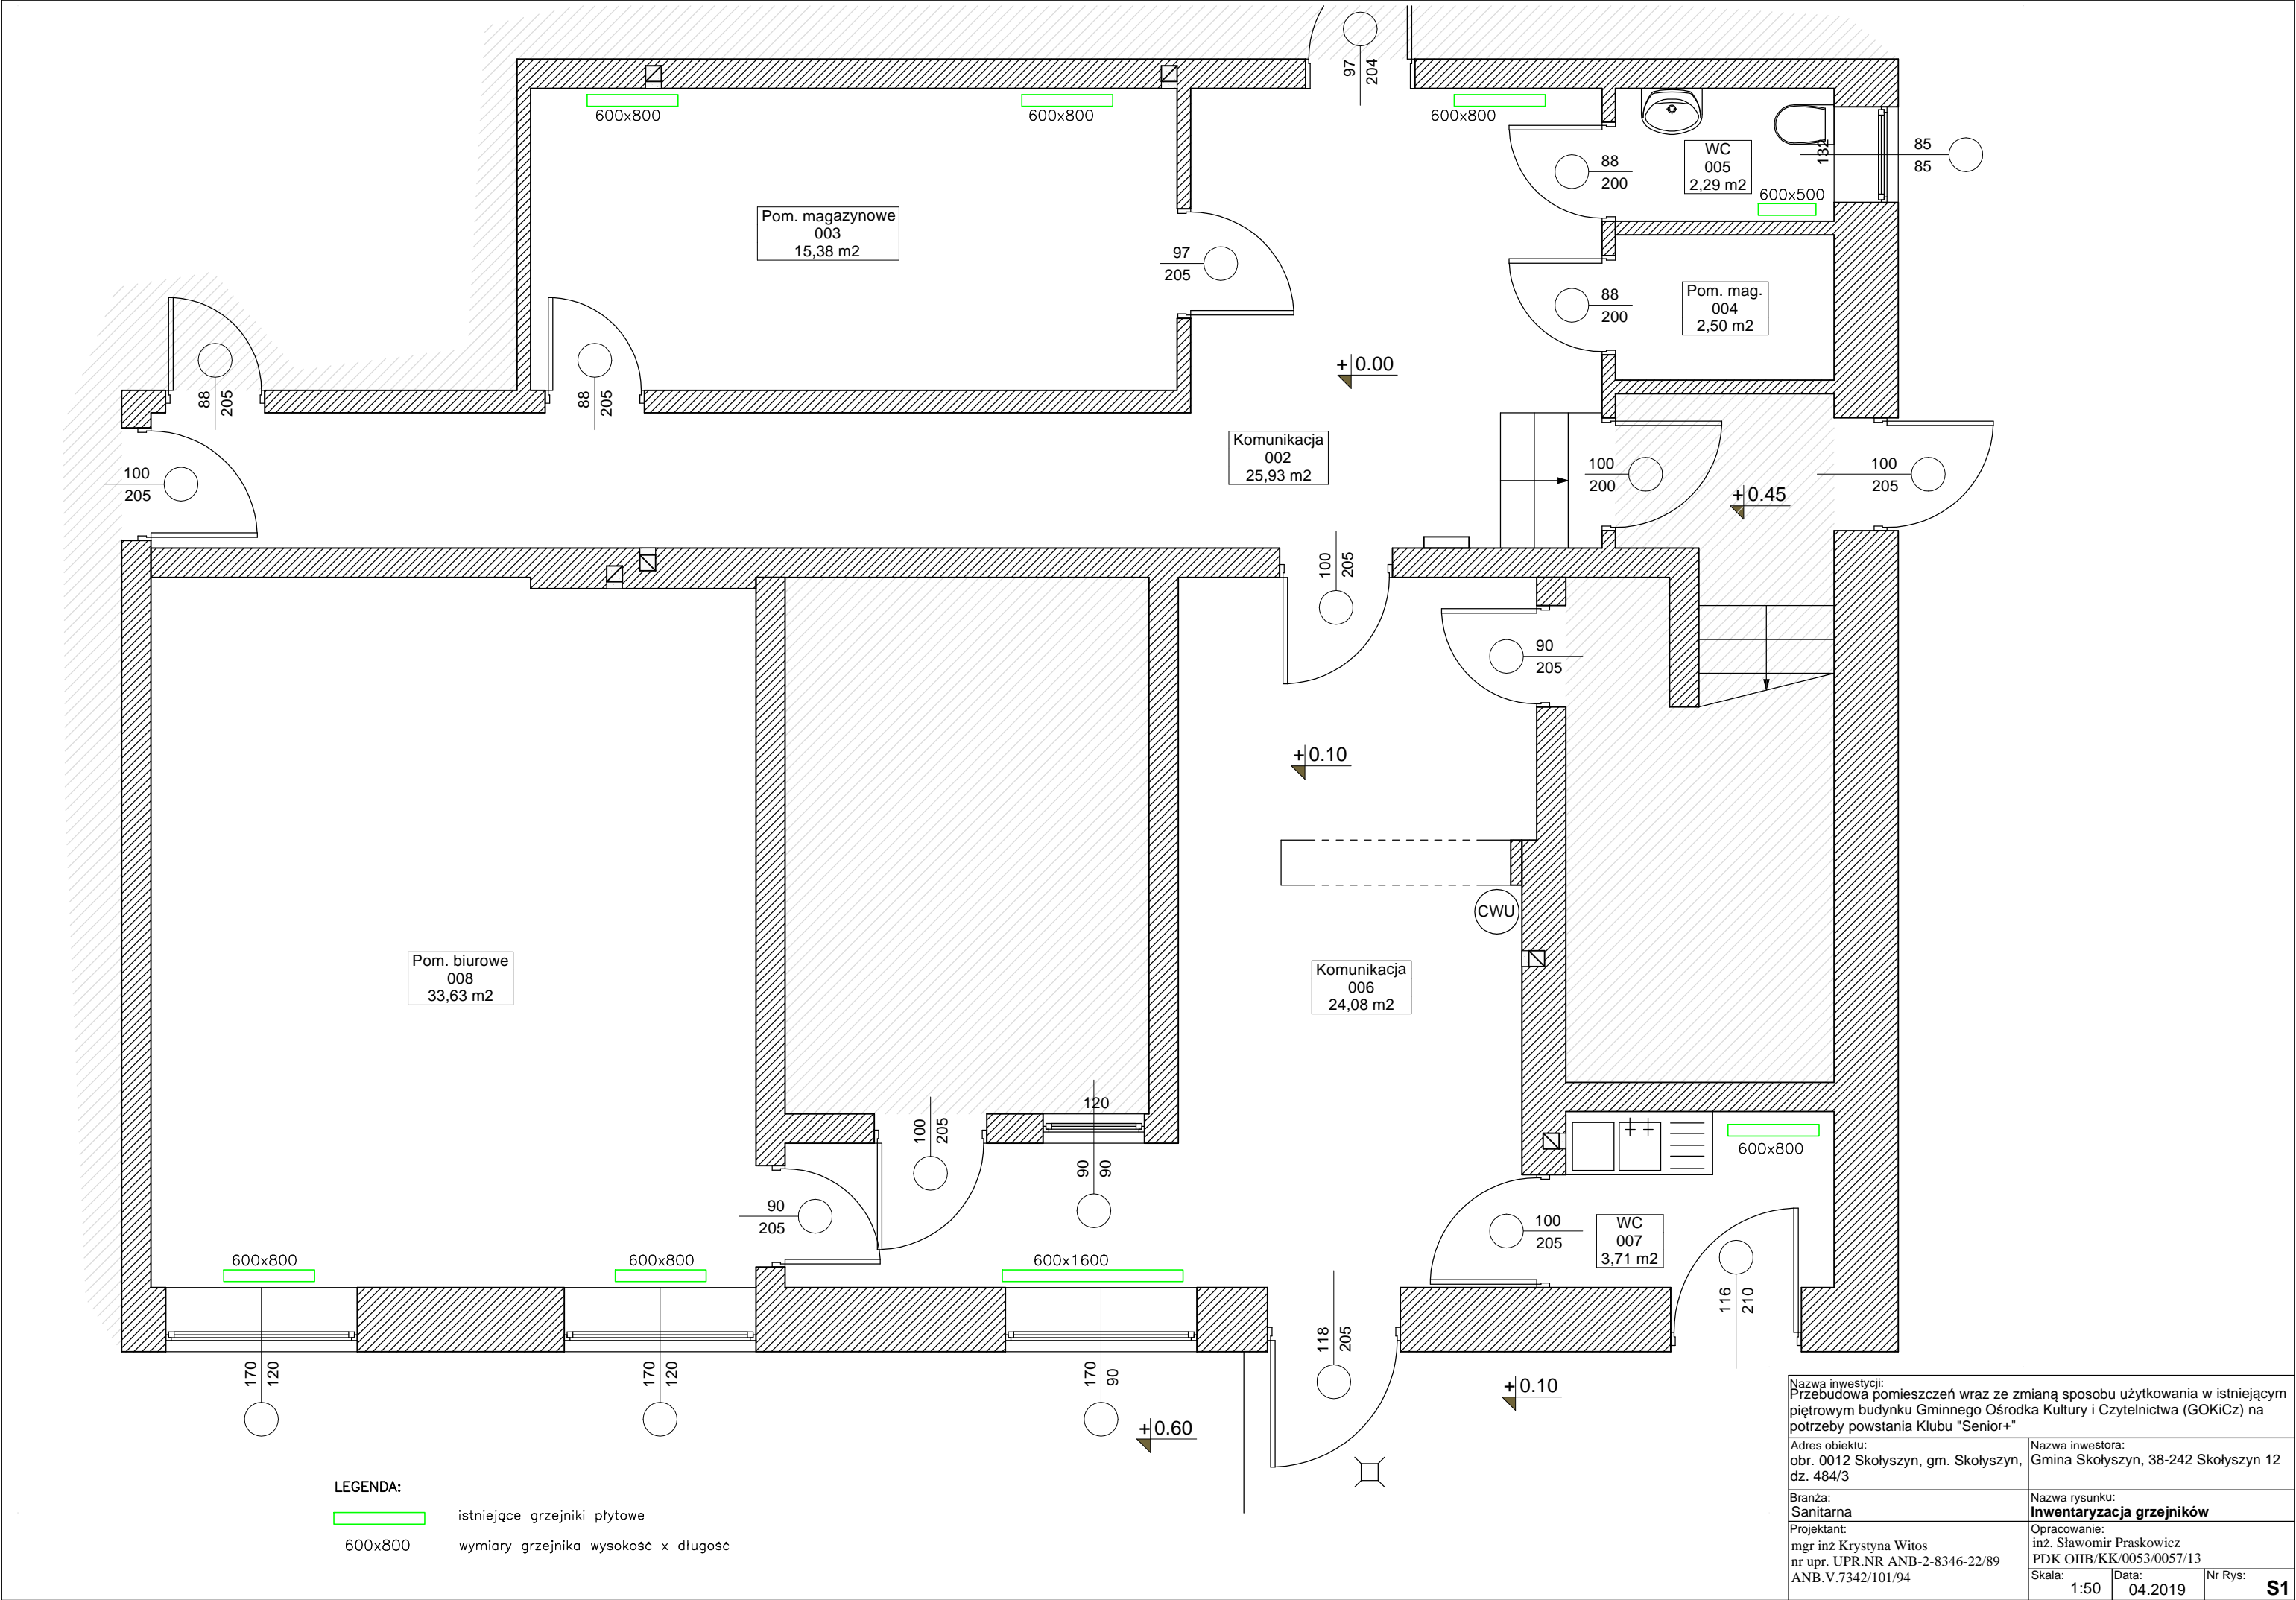 97
204
600x800
600x800
600x800
88
200
WC
005
2,29 m2
132
85
85
600x500
Pom. magazynowe
003
15,38 m2
97
205
88
200
Pom. mag.
004
2,50 m2
+0.00
88
205
88
205
100
205
Komunikacja
002
25,93 m2
100
200
100
205
+0.45
100
205
90
205
+0.10
CWU
Pom. biurowe
008
33,63 m2
Komunikacja
006
24,08 m2
120
100
205
90
90
600x800
90
205
100
205
WC
007
3,71 m2
600x800
600x800
600x1600
116
210
118
205
170
120
170
120
170
90
+0.10
+0.60
LEGENDA:
istniejące grzejniki płytowe
600x800
wymiary grzejnika wysokość x długość
Nazwa inwestycji:
Przebudowa pomieszczeń wraz ze zmianą sposobu użytkowania w istniejącym
piętrowym budynku Gminnego Ośrodka Kultury i Czytelnictwa (GOKiCz) na
potrzeby powstania Klubu "Senior+"
Adres obiektu:
obr. 0012 Skołyszyn, gm. Skołyszyn,
dz. 484/3
Nazwa inwestora:
Gmina Skołyszyn, 38-242 Skołyszyn 12
Branża:
Sanitarna
Nazwa rysunku:
Inwentaryzacja grzejników
Projektant:
mgr inż Krystyna Witos
nr upr. UPR.NR ANB-2-8346-22/89
ANB.V.7342/101/94
Opracowanie:
inż. Sławomir Praskowicz
PDK OIIB/KK/0053/0057/13
Skala:
1:50
Data:
04.2019
Nr Rys:
S1